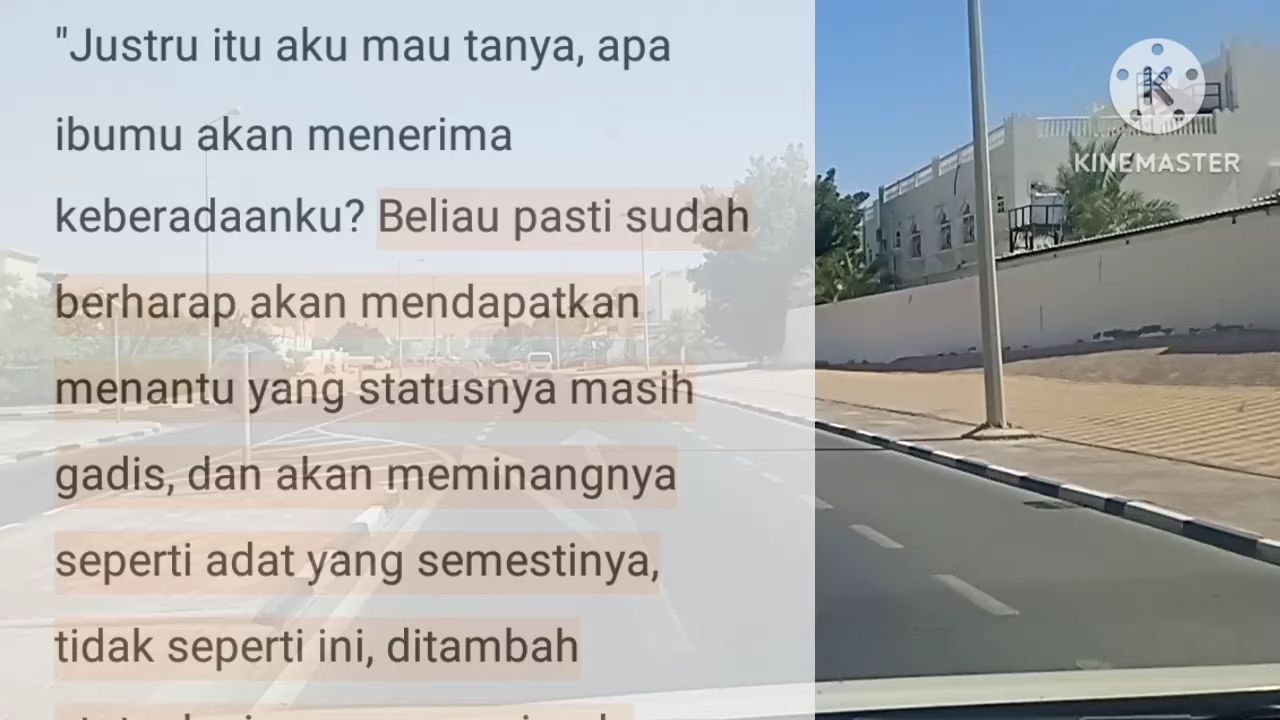 "Justru itu aku mau tanya, apa
ibumu akan menerima
keberadaanku? Beliau pasti sudah
berharap akan mendapatkan
menantu yang statusnya masih
gadis, dan akan meminangnya
seperti adat yang semestinya,
tidak seperti ini, ditambah
K
KINEMASTER